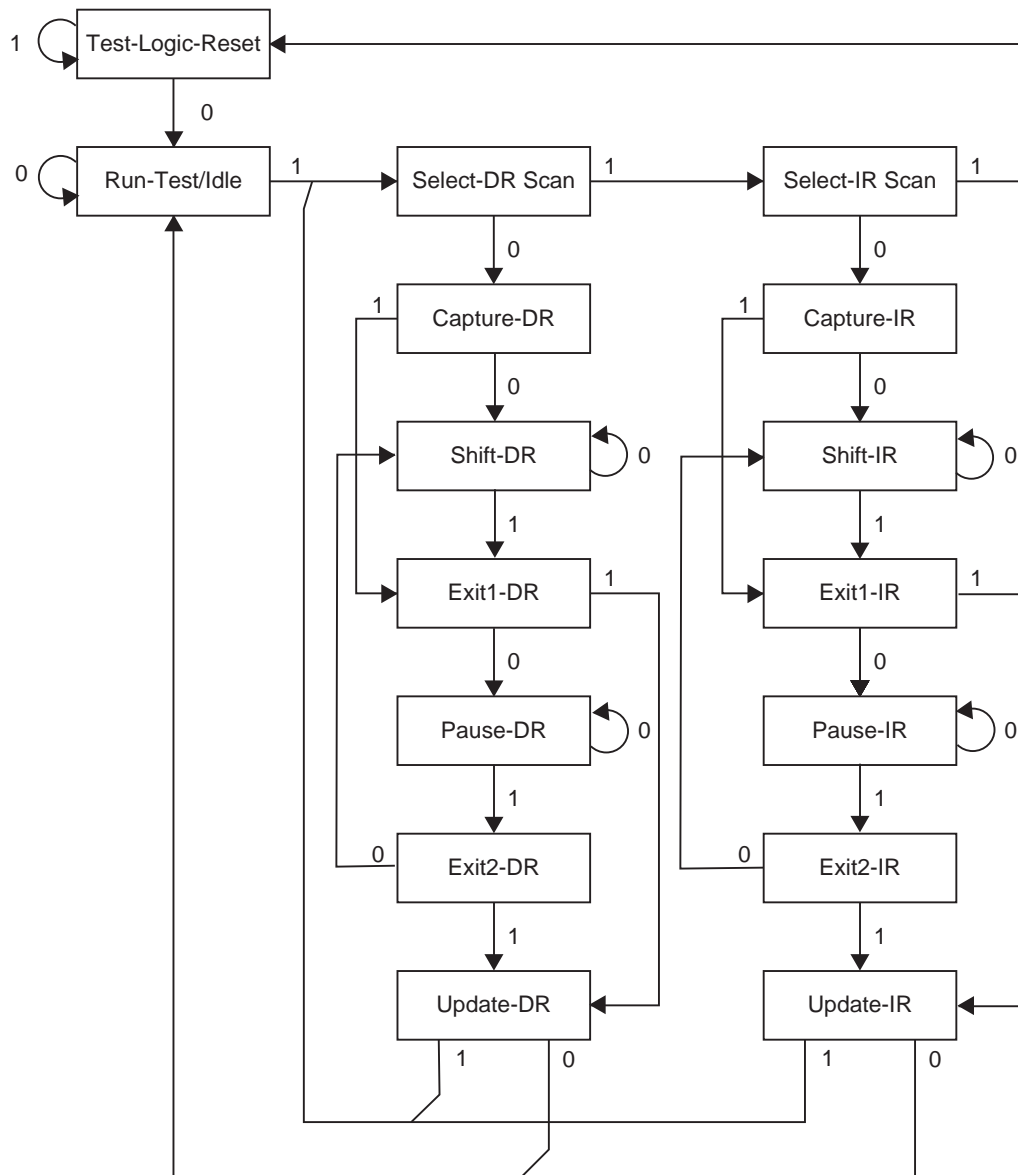 1
Test-Logic-Reset
0
0
Run-Test/Idle
1
Select-DR Scan
1
Select-IR Scan
1
0
0
1
Capture-DR
1
Capture-IR
0
0
Shift-DR
0
Shift-IR
0
1
1
Exit1-DR
1
Exit1-IR
1
0
0
Pause-DR
0
Pause-IR
0
1
1
0
Exit2-DR
0
Exit2-IR
1
1
Update-DR
Update-IR
1
0
1
0